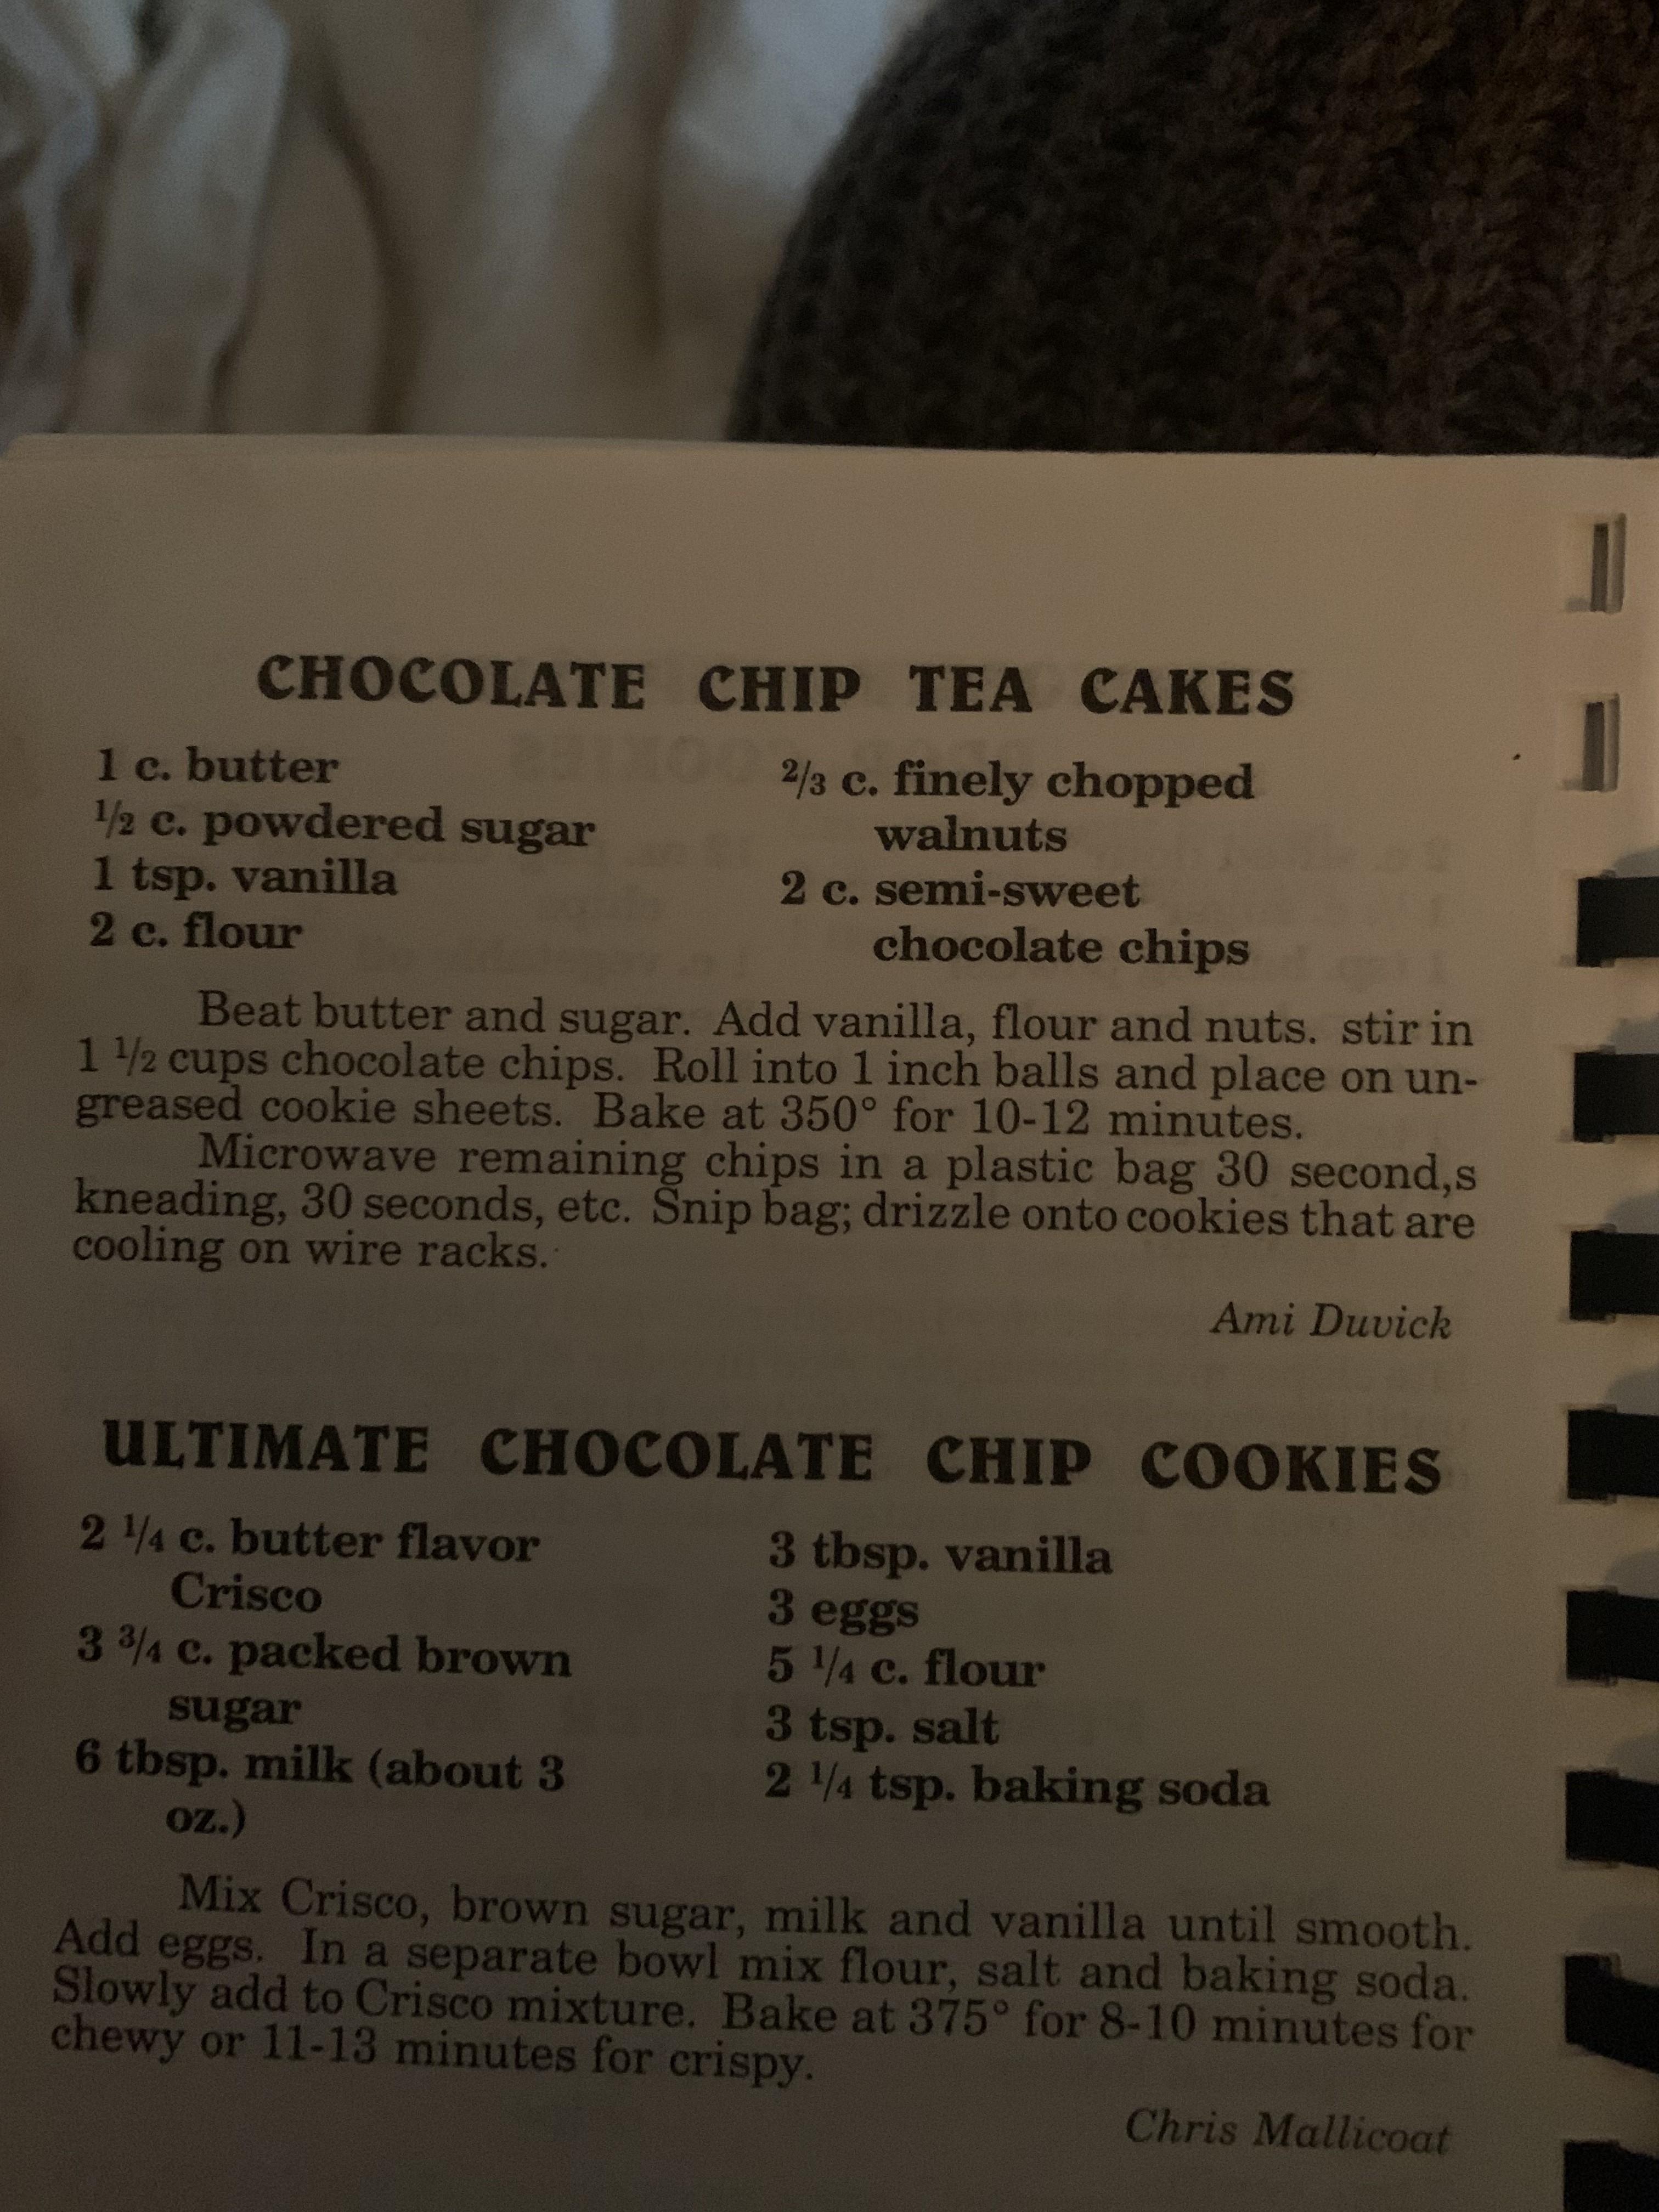 CHOCOLATE CHIP TEA CAKES
1 c. butter
1/2 c. powdered sugar
1 tsp. vanilla
2 c. flour
2/3 c. finely chopped
walnuts
2 c. semi-sweet
chocolate chips
Beat butter and sugar. Add vanilla, flour and nuts. stir in
1 1/2 cups chocolate chips. Roll into 1 inch balls and place on un-
greased cookie sheets. Bake at 350° for 10-12 minutes.
Microwave remaining chips in a plastic bag 30 second,s
kneading, 30 seconds, etc. Snip bag; drizzle onto cookies that are
cooling on wire racks.
Ami Duvick
ULTIMATE CHOCOLATE CHIP COOKIES
2 1/4 c. butter flavor
Crisco
3 3/4 c. packed brown
sugar
6 tbsp. milk (about 3
oz.)
3 tbsp. vanilla
3 eggs
5 1/4 c. flour
3 tsp. salt
2 1/4 tsp. baking soda
Mix Crisco, brown sugar, milk and vanilla until smooth.
Add eggs. In a separate bowl mix flour, salt and baking soda.
Slowly add to Crisco mixture. Bake at 375° for 8-10 minutes for
chewy or 11-13 minutes for crispy.
Chris Mallicoat